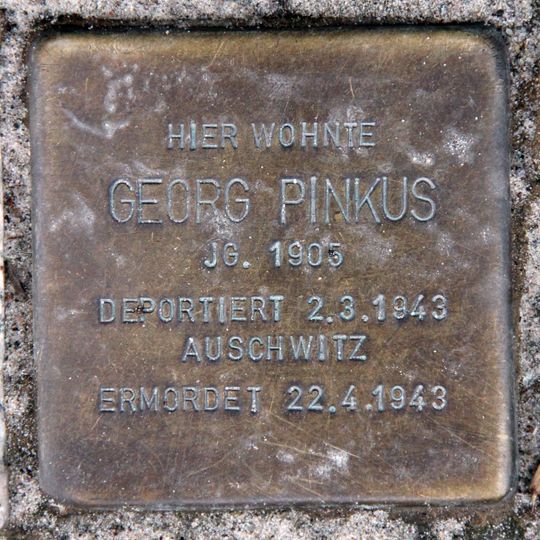 HIER WOHNTE
GEORG PINKUS
JG. 1905
DEPORTIERT 2.3.1943
AUSCHWITZ
ERMORDET 22.4.1943